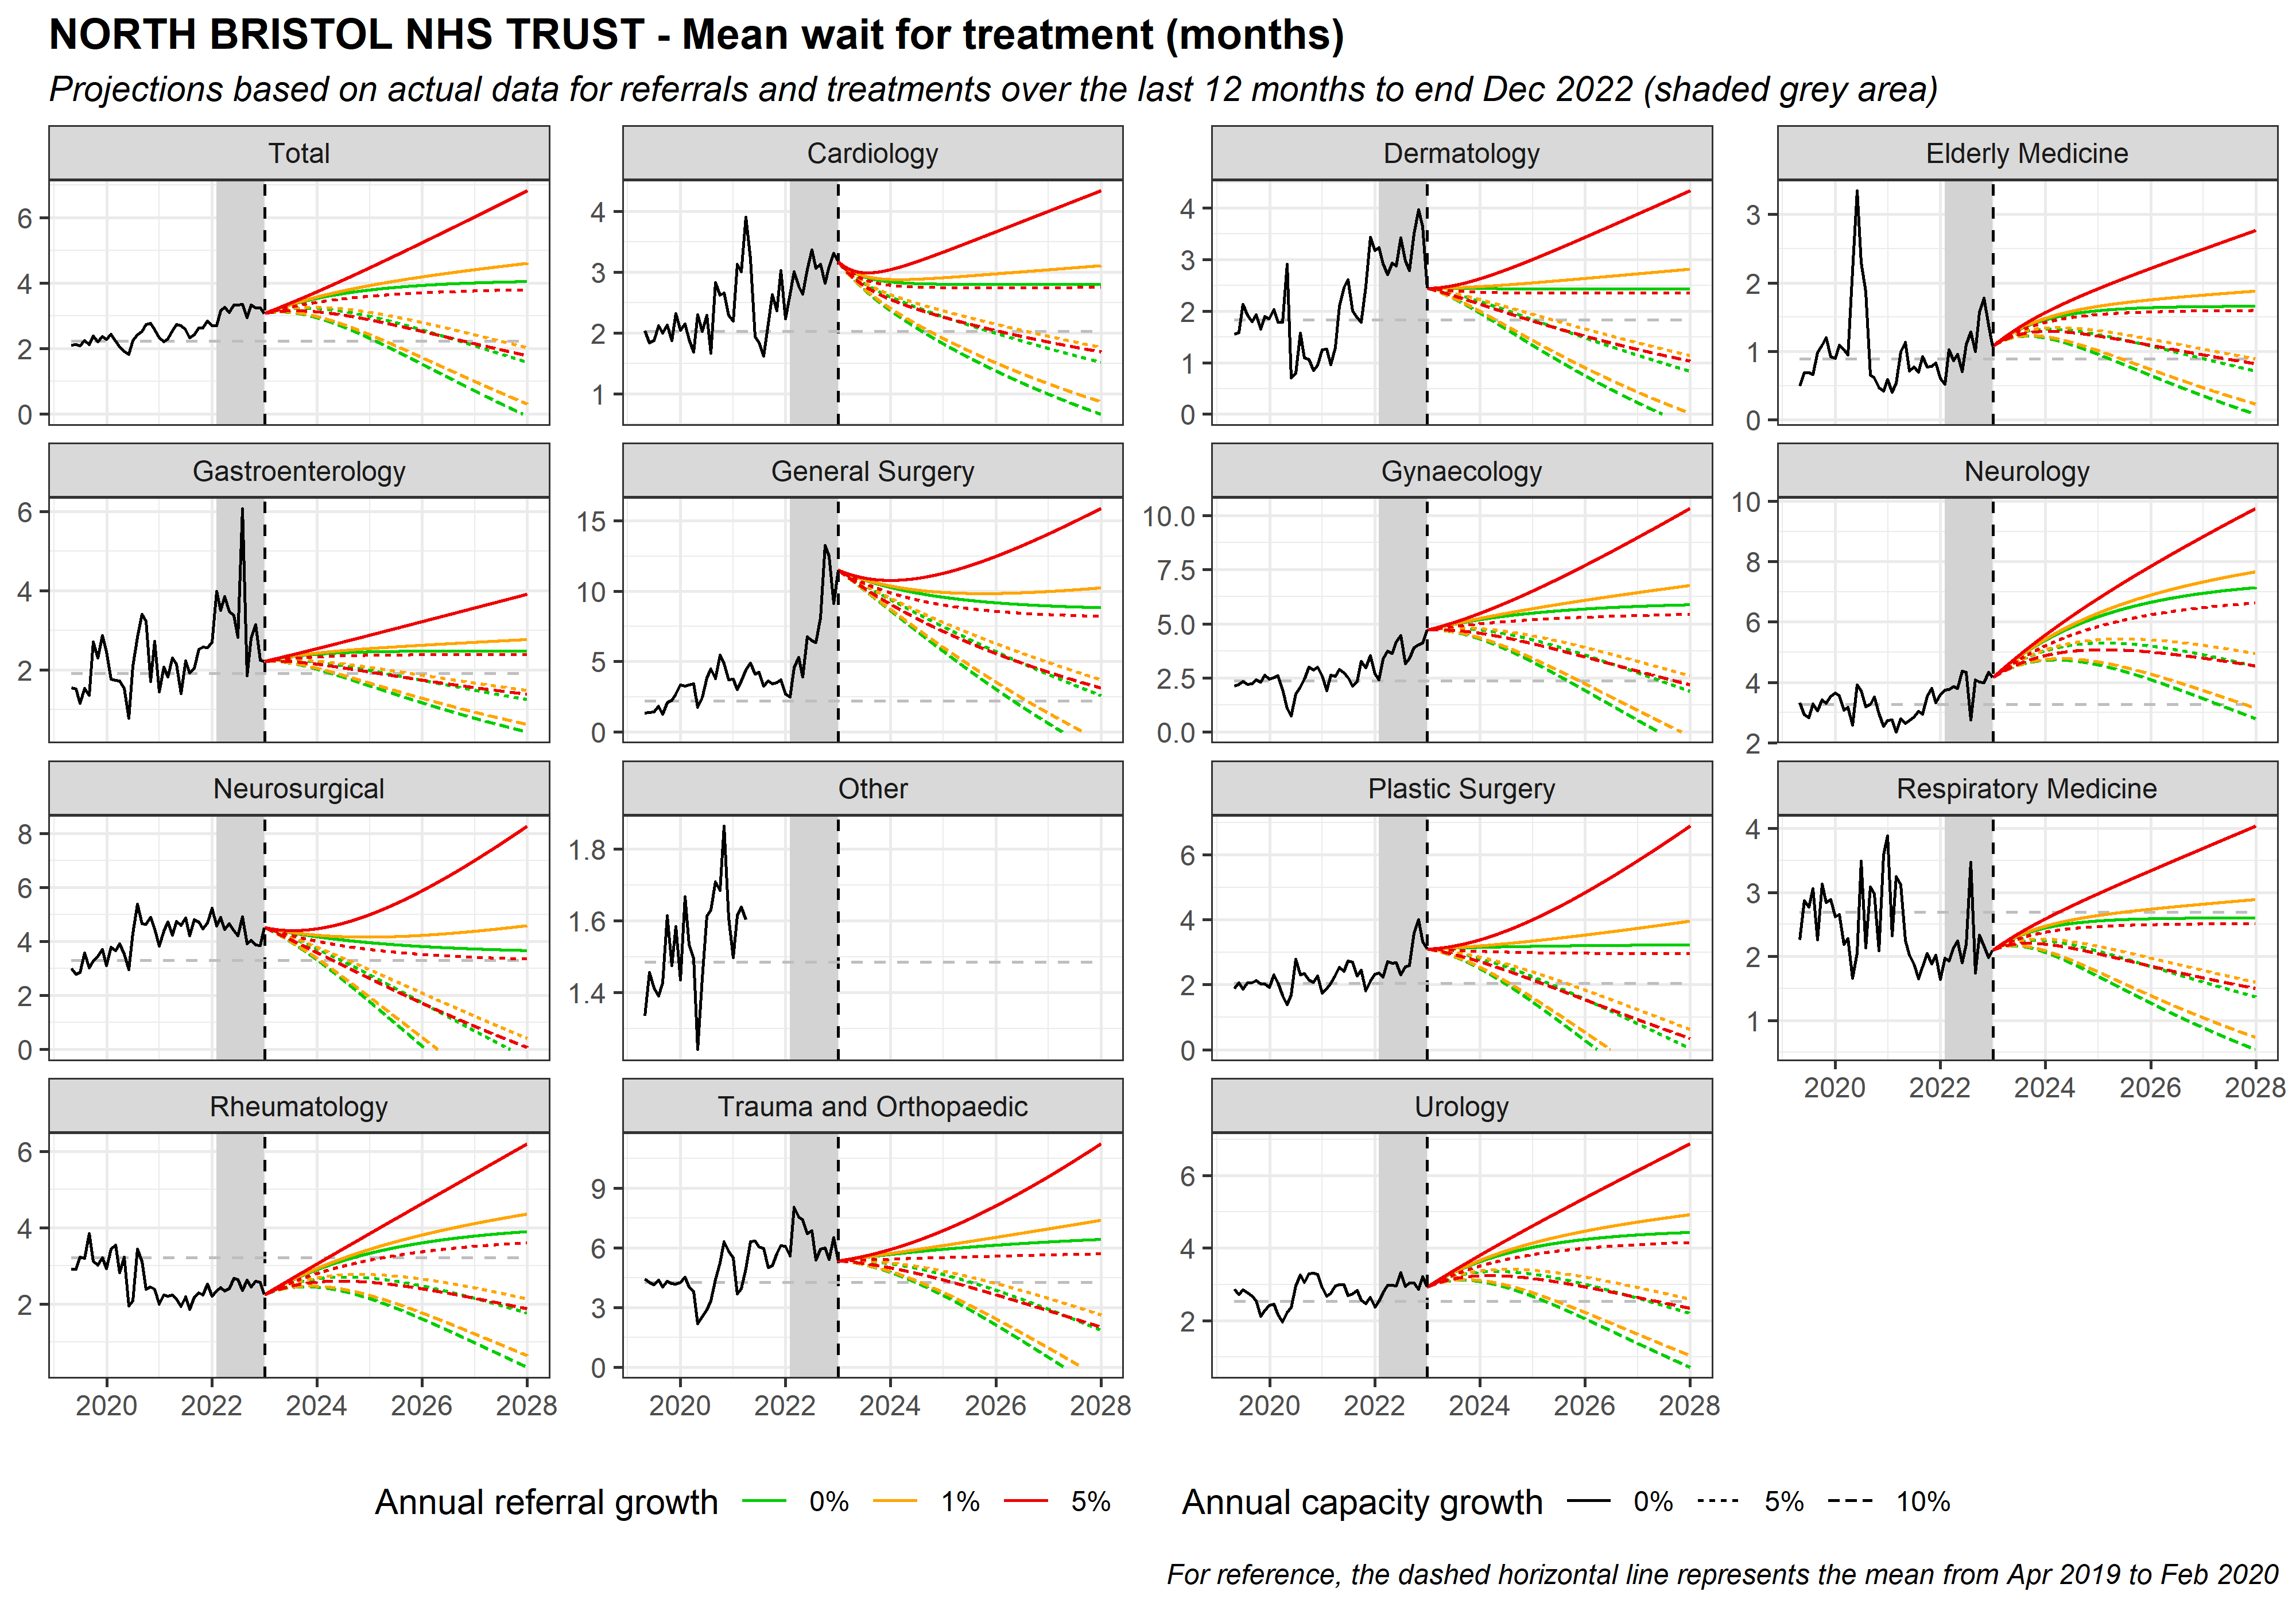 NORTH BRISTOL NHS TRUST - Mean wait for treatment (months)
Projections based on actual data for referrals and treatments over the last 12 months to end Dec 2022 (shaded grey area)
Total
Cardiology
Dermatology
Elderly Medicine
6
4
2
0
4
3
2
1
4
3
2
1
0
3
2
1
0
Gastroenterology
General Surgery
Gynaecology
Neurology
6
4
2
15
10
5
0
10.0
7.5
5.0
2.5
0.0
10
8
6
4
2
Neurosurgical
Other
Plastic Surgery
Respiratory Medicine
8
6
4
2
0
1.8
1.6
1.4
6
4
2
0
4
3
2
1
2020 2022 2024 2026 2028
Rheumatology
Trauma and Orthopaedic
Urology
6
4
2
9
6
3
0
6
4
2
2020 2022 2024 2026 2028
2020 2022 2024 2026 2028
2020 2022 2024 2026 2028
Annual referral growth 0% 1% 5%
Annual capacity growth 0% 5% 10%
For reference, the dashed horizontal line represents the mean from Apr 2019 to Feb 2020